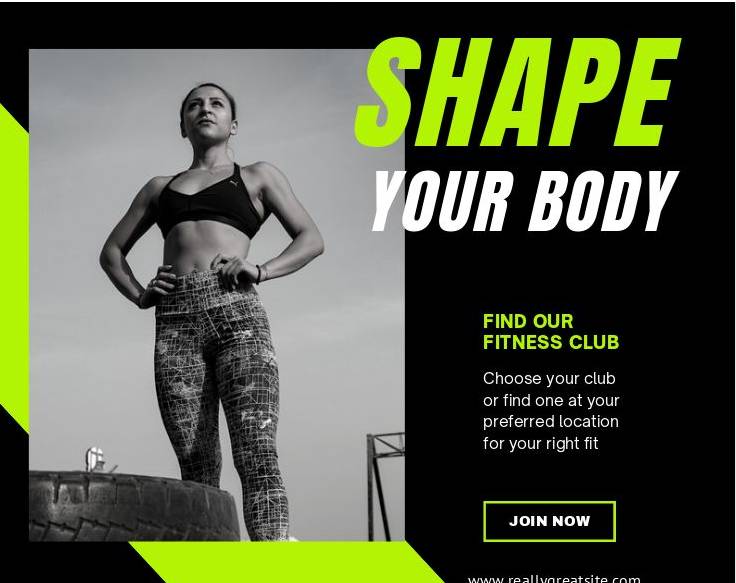 SHAPE
YOUR BODY
FIND OUR
FITNESS CLUB
Choose your club
or find one at your
preferred location
for your right fit
JOIN NOW
www.reallygreatsite.com